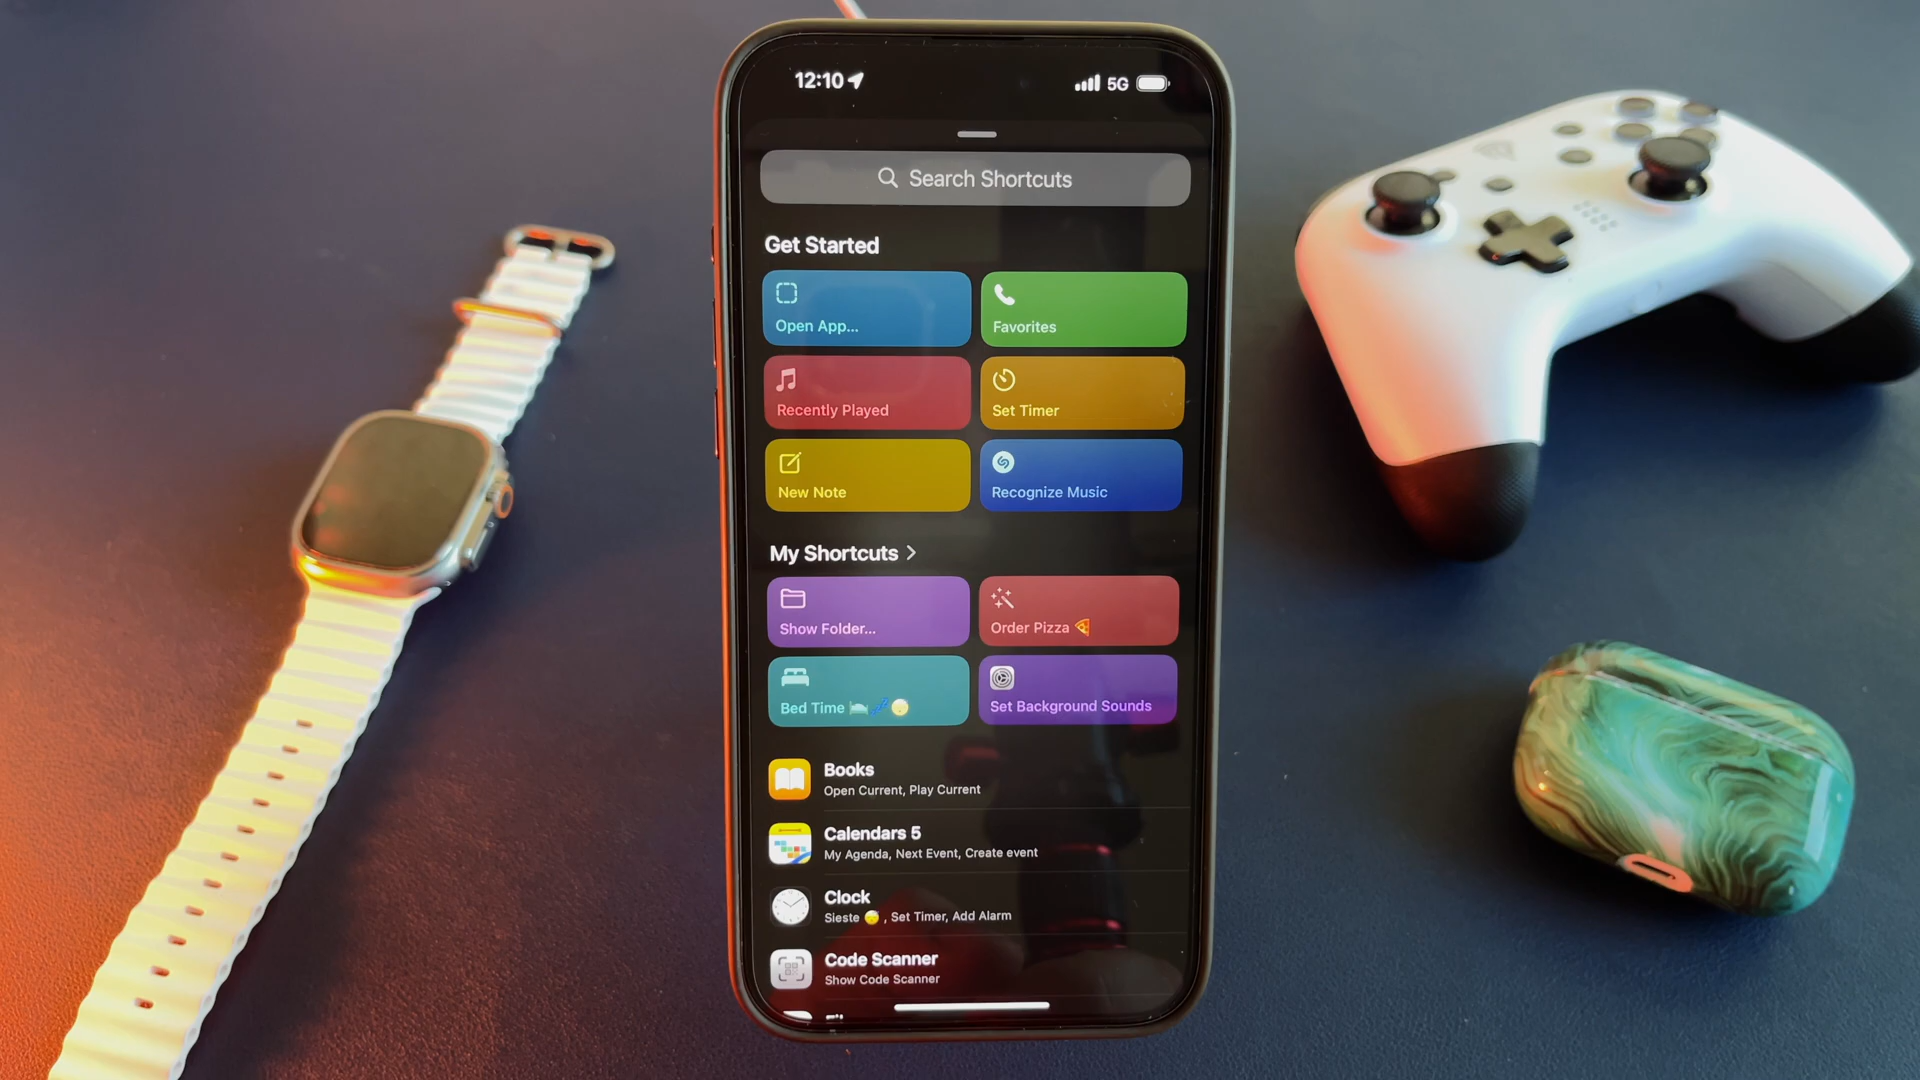 12:10
5G
Search Shortcuts
Get Started
Open App...
Favorites
Recently Played
Set Timer
New Note
Recognize Music
My Shortcuts
Show Folder...
Order Pizza 🍕
Bed Time 🛏️💤😴
Set Background Sounds
Books
Open Current, Play Current
Calendars 5
My Agenda, Next Event, Create event
Clock
Sieste 😴 , Set Timer, Add Alarm
Code Scanner
Show Code Scanner